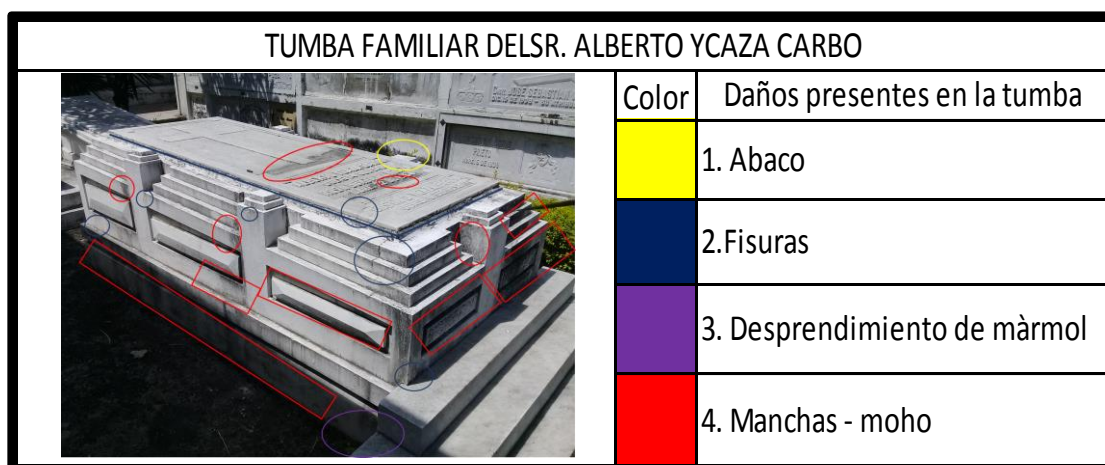 TUMBA FAMILIAR DELSR. ALBERTO YCAZA CARBO
Color
Daños presentes en la tumba
1. Abaco
2.Fisuras
3. Desprendimiento de màrmol
4. Manchas - moho